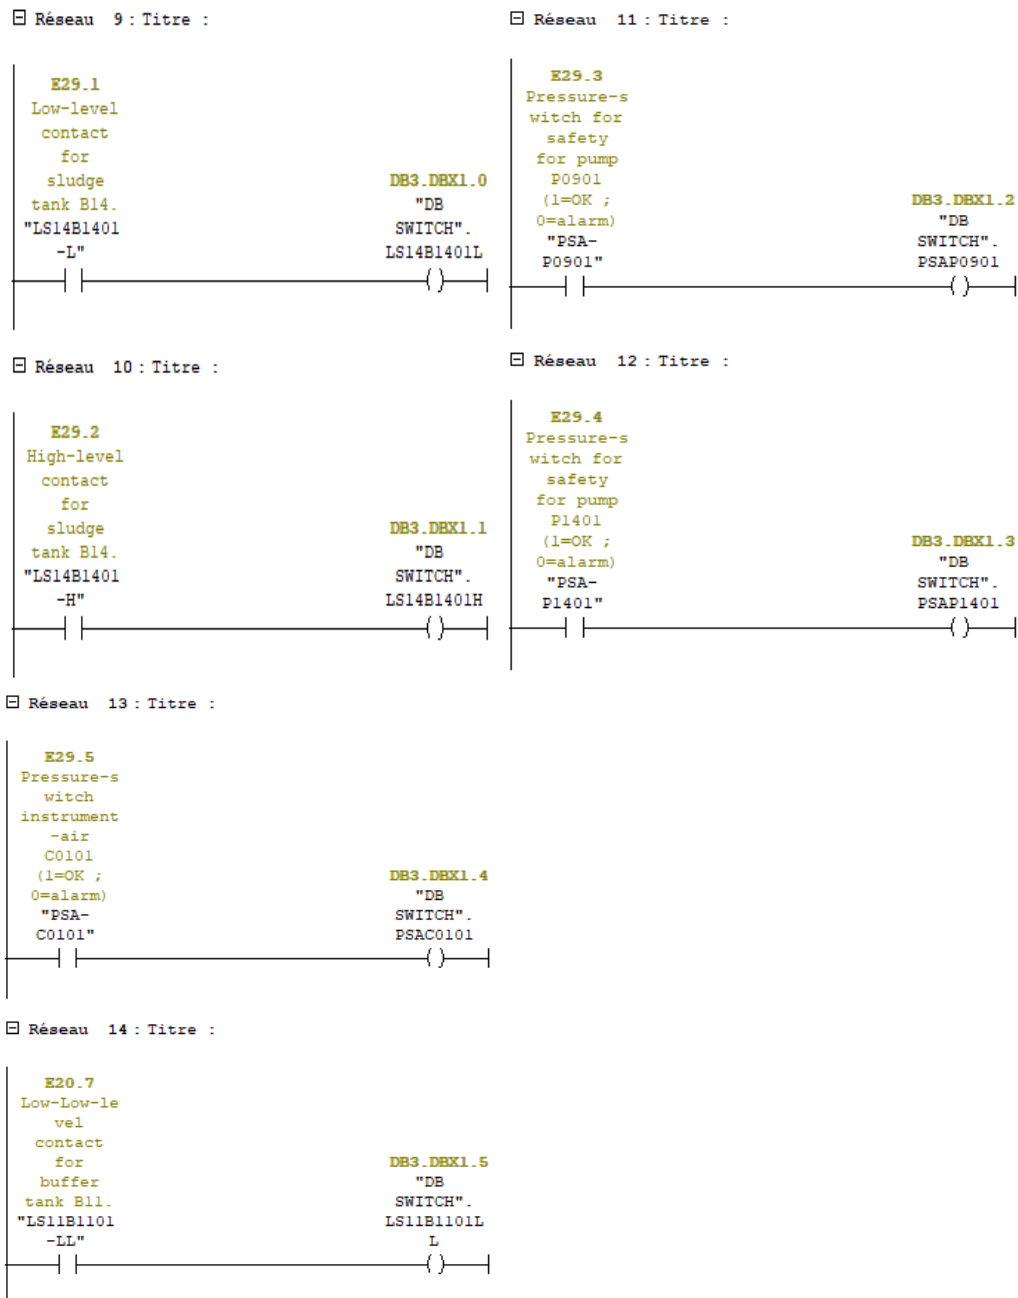 Réseau 9 : Titre :
E29.1
Low-level
contact
for
sludge
tank B14.
"LS14B1401
-L"
DB3.DBX1.0
"DB
SWITCH".
LS14B1401L
Réseau 10 : Titre :
E29.2
High-level
contact
for
sludge
tank B14.
"LS14B1401
-H"
DB3.DBX1.1
"DB
SWITCH".
LS14B1401H
Réseau 11 : Titre :
E29.3
Pressure-s
witch for
safety
for pump
P0901
(1=OK ;
0=alarm)
"PSA-
P0901"
DB3.DBX1.2
"DB
SWITCH".
PSAP0901
Réseau 12 : Titre :
E29.4
Pressure-s
witch for
safety
for pump
P1401
(1=OK ;
0=alarm)
"PSA-
P1401"
DB3.DBX1.3
"DB
SWITCH".
PSAP1401
Réseau 13 : Titre :
E29.5
Pressure-s
witch
instrument
-air
C0101
(1=OK ;
0=alarm)
"PSA-
C0101"
DB3.DBX1.4
"DB
SWITCH".
PSAC0101
Réseau 14 : Titre :
E20.7
Low-Low-le
vel
contact
for
buffer
tank B11.
"LS11B1101
-LL"
DB3.DBX1.5
"DB
SWITCH".
LS11B1101L
L